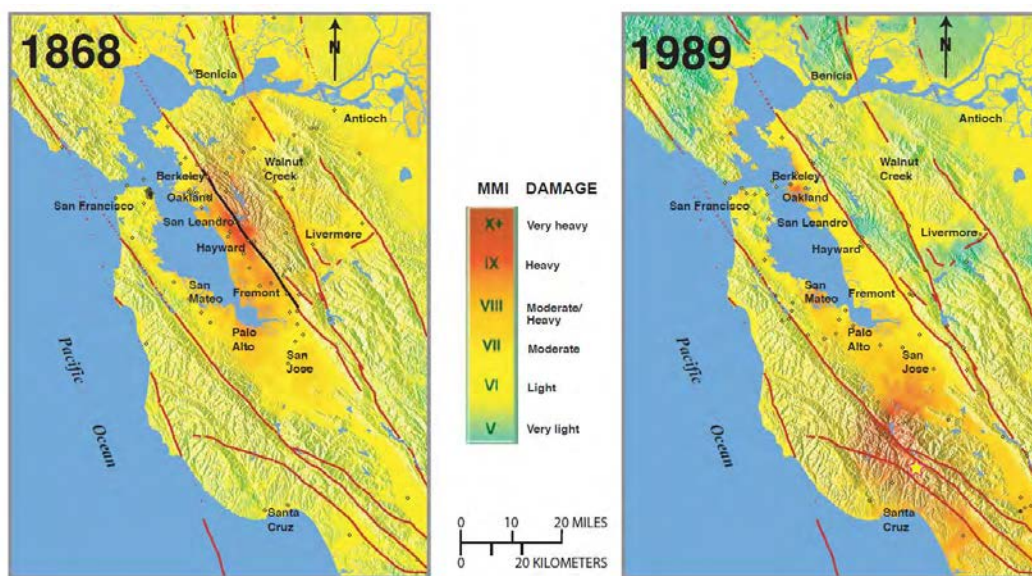 1868
N
Benicia
Antioch
Walnut
Creek
Berkeley
Oakland
San Francisco
San Leandro
Livermore
Hayward
San
Mateo
Fremont
Palo
Alto
San
Jose
Pacific
Ocean
Santa
Cruz
MMI DAMAGE
X+ Very heavy
IX Heavy
VIII Moderate/
Heavy
VII Moderate
VI Light
V Very light
0 10 20 MILES
0 20 KILOMETERS
1989
N
Benicia
Antioch
Walnut
Creek
Berkeley
Oakland
San Francisco
San Leandro
Livermore
Hayward
San
Mateo
Fremont
Palo
Alto
San
Jose
Pacific
Ocean
Santa
Cruz